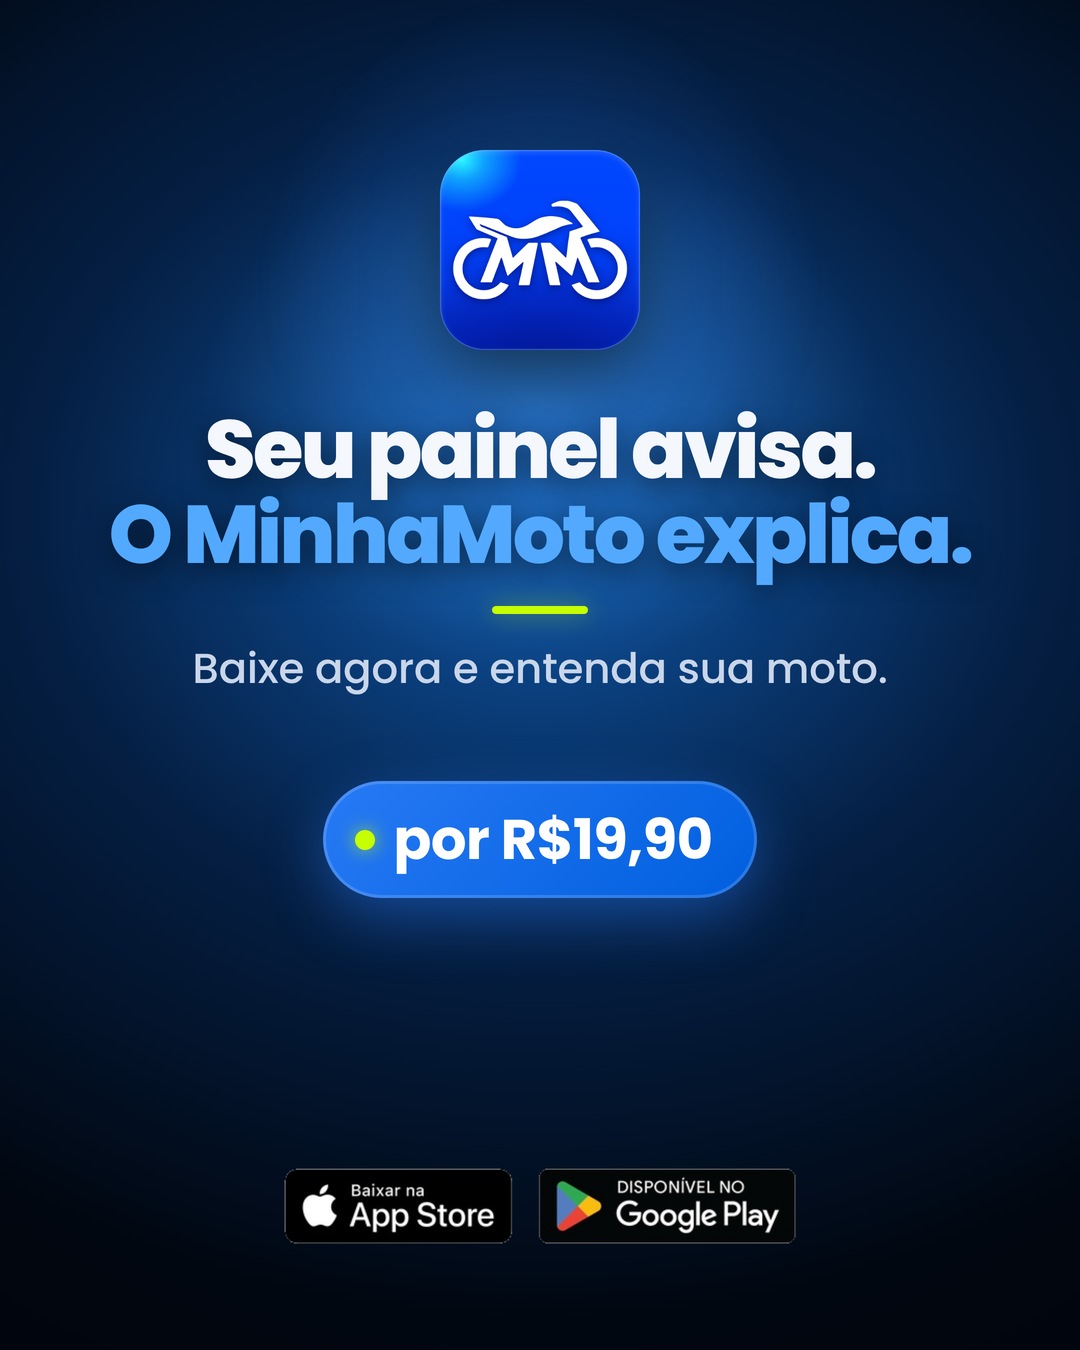 MM
Seu painel avisa.
O MinhaMoto explica.
Baixe agora e entenda sua moto.
por R$19,90
Baixar na
App Store
DISPONÍVEL NO
Google Play